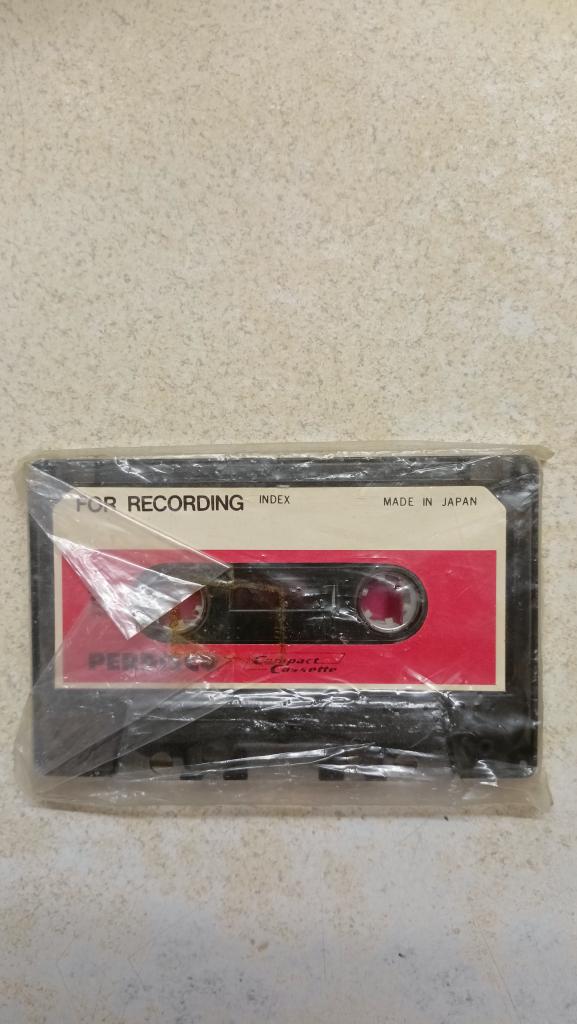 FOR RECORDING INDEX MADE IN JAPAN
Compact
Cassette